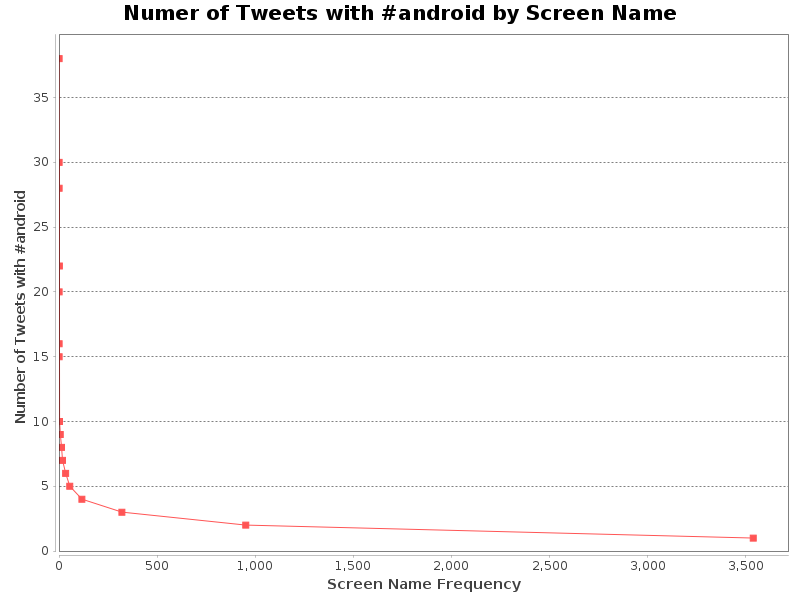 Numer of Tweets with #android by Screen Name
Number of Tweets with #android
35
30
25
20
15
10
5
0
0 500 1,000 1,500 2,000 2,500 3,000 3,500
Screen Name Frequency